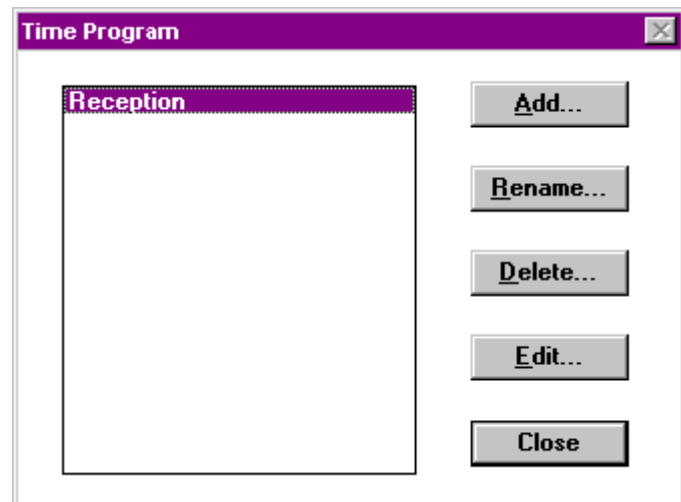 Time Program
Reception
Add...
Rename...
Delete...
Edit...
Close